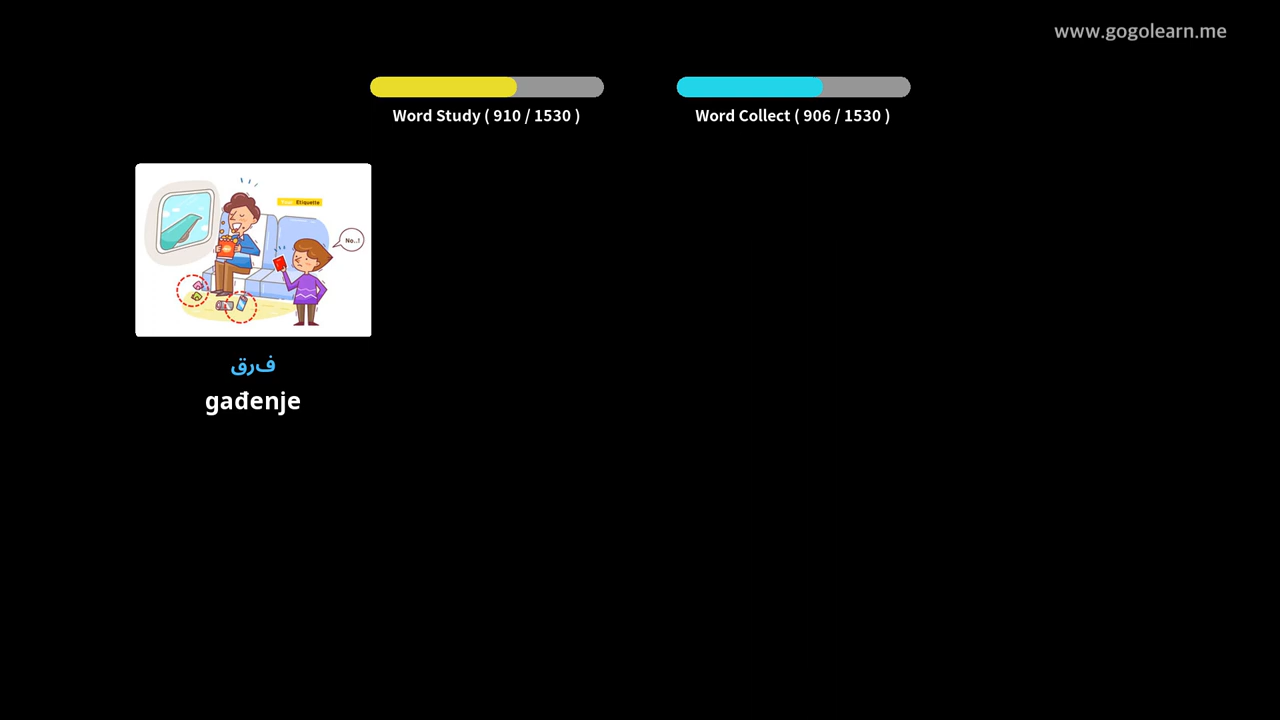 www.gogolearn.me
Word Study ( 910 / 1530 )
Word Collect ( 906 / 1530 )
Etiquette
No..!
فرق
gađenje